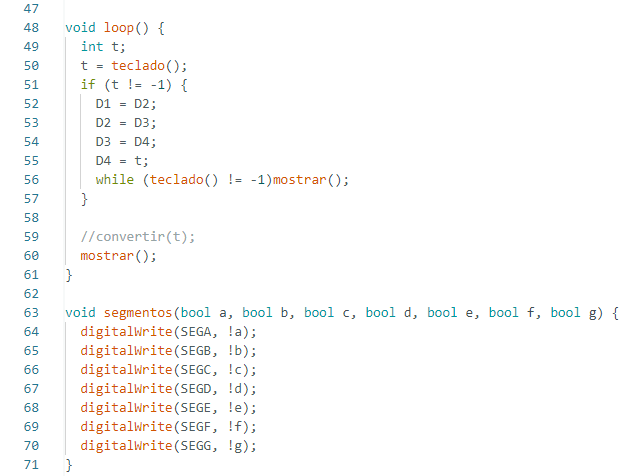 47
48 void loop() {
49 int t;
50 t = teclado();
51 if (t != -1) {
52 D1 = D2;
53 D2 = D3;
54 D3 = D4;
55 D4 = t;
56 while (teclado() != -1)mostrar();
57 }
58
59 //convertir(t);
60 mostrar();
61 }
62
63 void segmentos(bool a, bool b, bool c, bool d, bool e, bool f, bool g) {
64 digitalWrite(SEGA, !a);
65 digitalWrite(SEGB, !b);
66 digitalWrite(SEGC, !c);
67 digitalWrite(SEGD, !d);
68 digitalWrite(SEGE, !e);
69 digitalWrite(SEGF, !f);
70 digitalWrite(SEGG, !g);
71 }